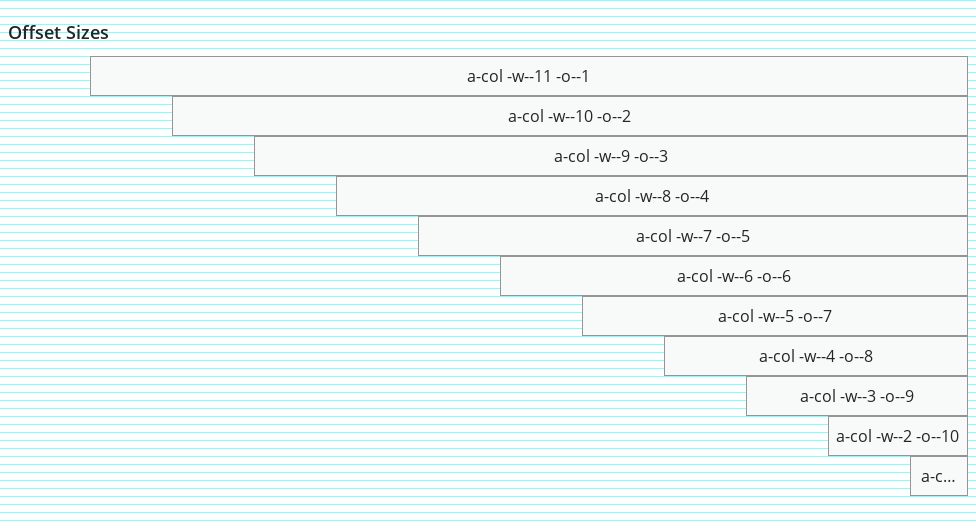 Offset Sizes
a-col -w--11 -o--1
a-col -w--10 -o--2
a-col -w--9 -o--3
a-col -w--8 -o--4
a-col -w--7 -o--5
a-col -w--6 -o--6
a-col -w--5 -o--7
a-col -w--4 -o--8
a-col -w--3 -o--9
a-col -w--2 -o--10
a-c...